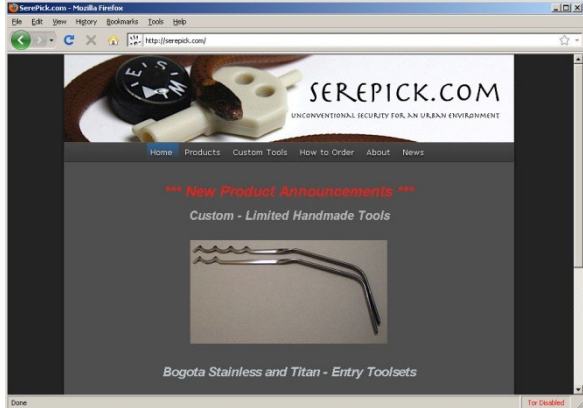 SerePick.com - Mozilla Firefox
File Edit View History Bookmarks Tools Help
http://serepick.com/
SEREPICK.COM
UNCONVENTIONAL SECURITY FOR AN URBAN ENVIRONMENT
Home Products Custom Tools How to Order About News
*** New Product Announcements ***
Custom - Limited Handmade Tools
Bogota Stainless and Titan - Entry Toolsets
Done Tor Disabled